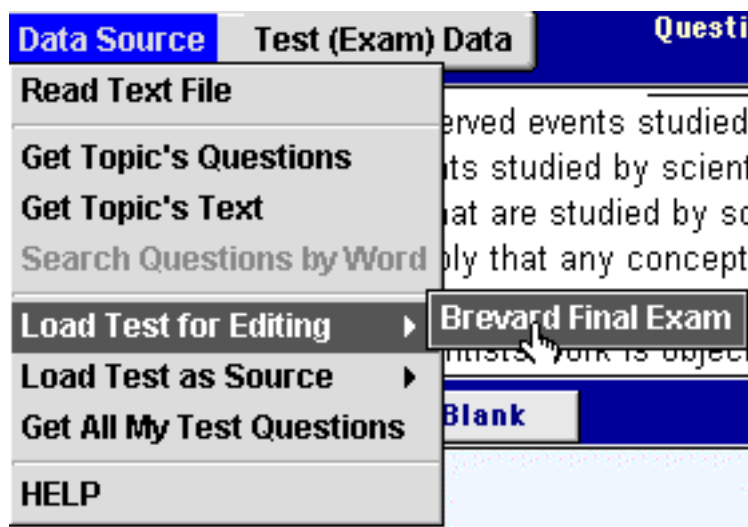 Data Source Test (Exam) Data Questi
Read Text File
erved events studied
Get Topic's Questions
its studied by scient
Get Topic's Text
at are studied by sc
Search Questions by Word
ply that any concept
Load Test for Editing Brevard Final Exam
Load Test as Source
Get All My Test Questions
Blank
HELP